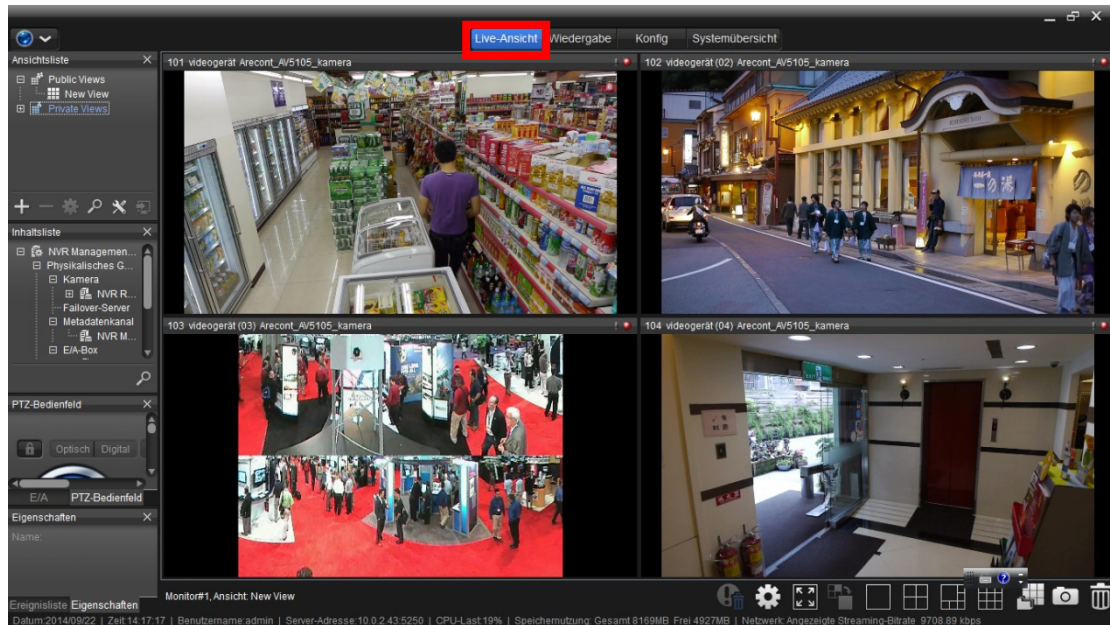 Live-Ansicht Wiedergabe Konfig Systemübersicht
Ansichtsliste
Public Views
New View
Private Views
Inhaltsliste
NVR Managemen...
Physikalisches G...
Kamera
NVR R...
Failover-Server
Metadatenkanal
NVR M...
E/A-Box
PTZ-Bedienfeld
Optisch Digital
E/A PTZ-Bedienfeld
Eigenschaften
Name:
Ereignisliste Eigenschaften
101 videogerät Arecont_AV5105_kamera
102 videogerät (02) Arecont_AV5105_kamera
一の湯
103 videogerät (03) Arecont_AV5105_kamera
104 videogerät (04) Arecont_AV5105_kamera
Monitor#1, Ansicht: New View
Datum:2014/09/22 | Zeit:14:17:17 | Benutzername:admin | Server-Adresse:10.0.2.43:5250 | CPU-Last:19% | Speichernutzung: Gesamt 8169MB Frei 4927MB | Netzwerk: Angezeigte Streaming-Bitrate 9708.89 kbps